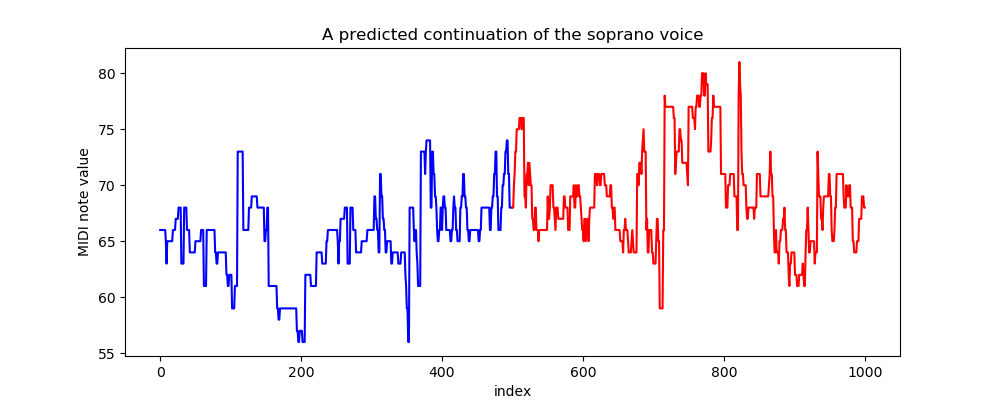 A predicted continuation of the soprano voice
MIDI note value
80
75
70
65
60
55
0 200 400 600 800 1000
index